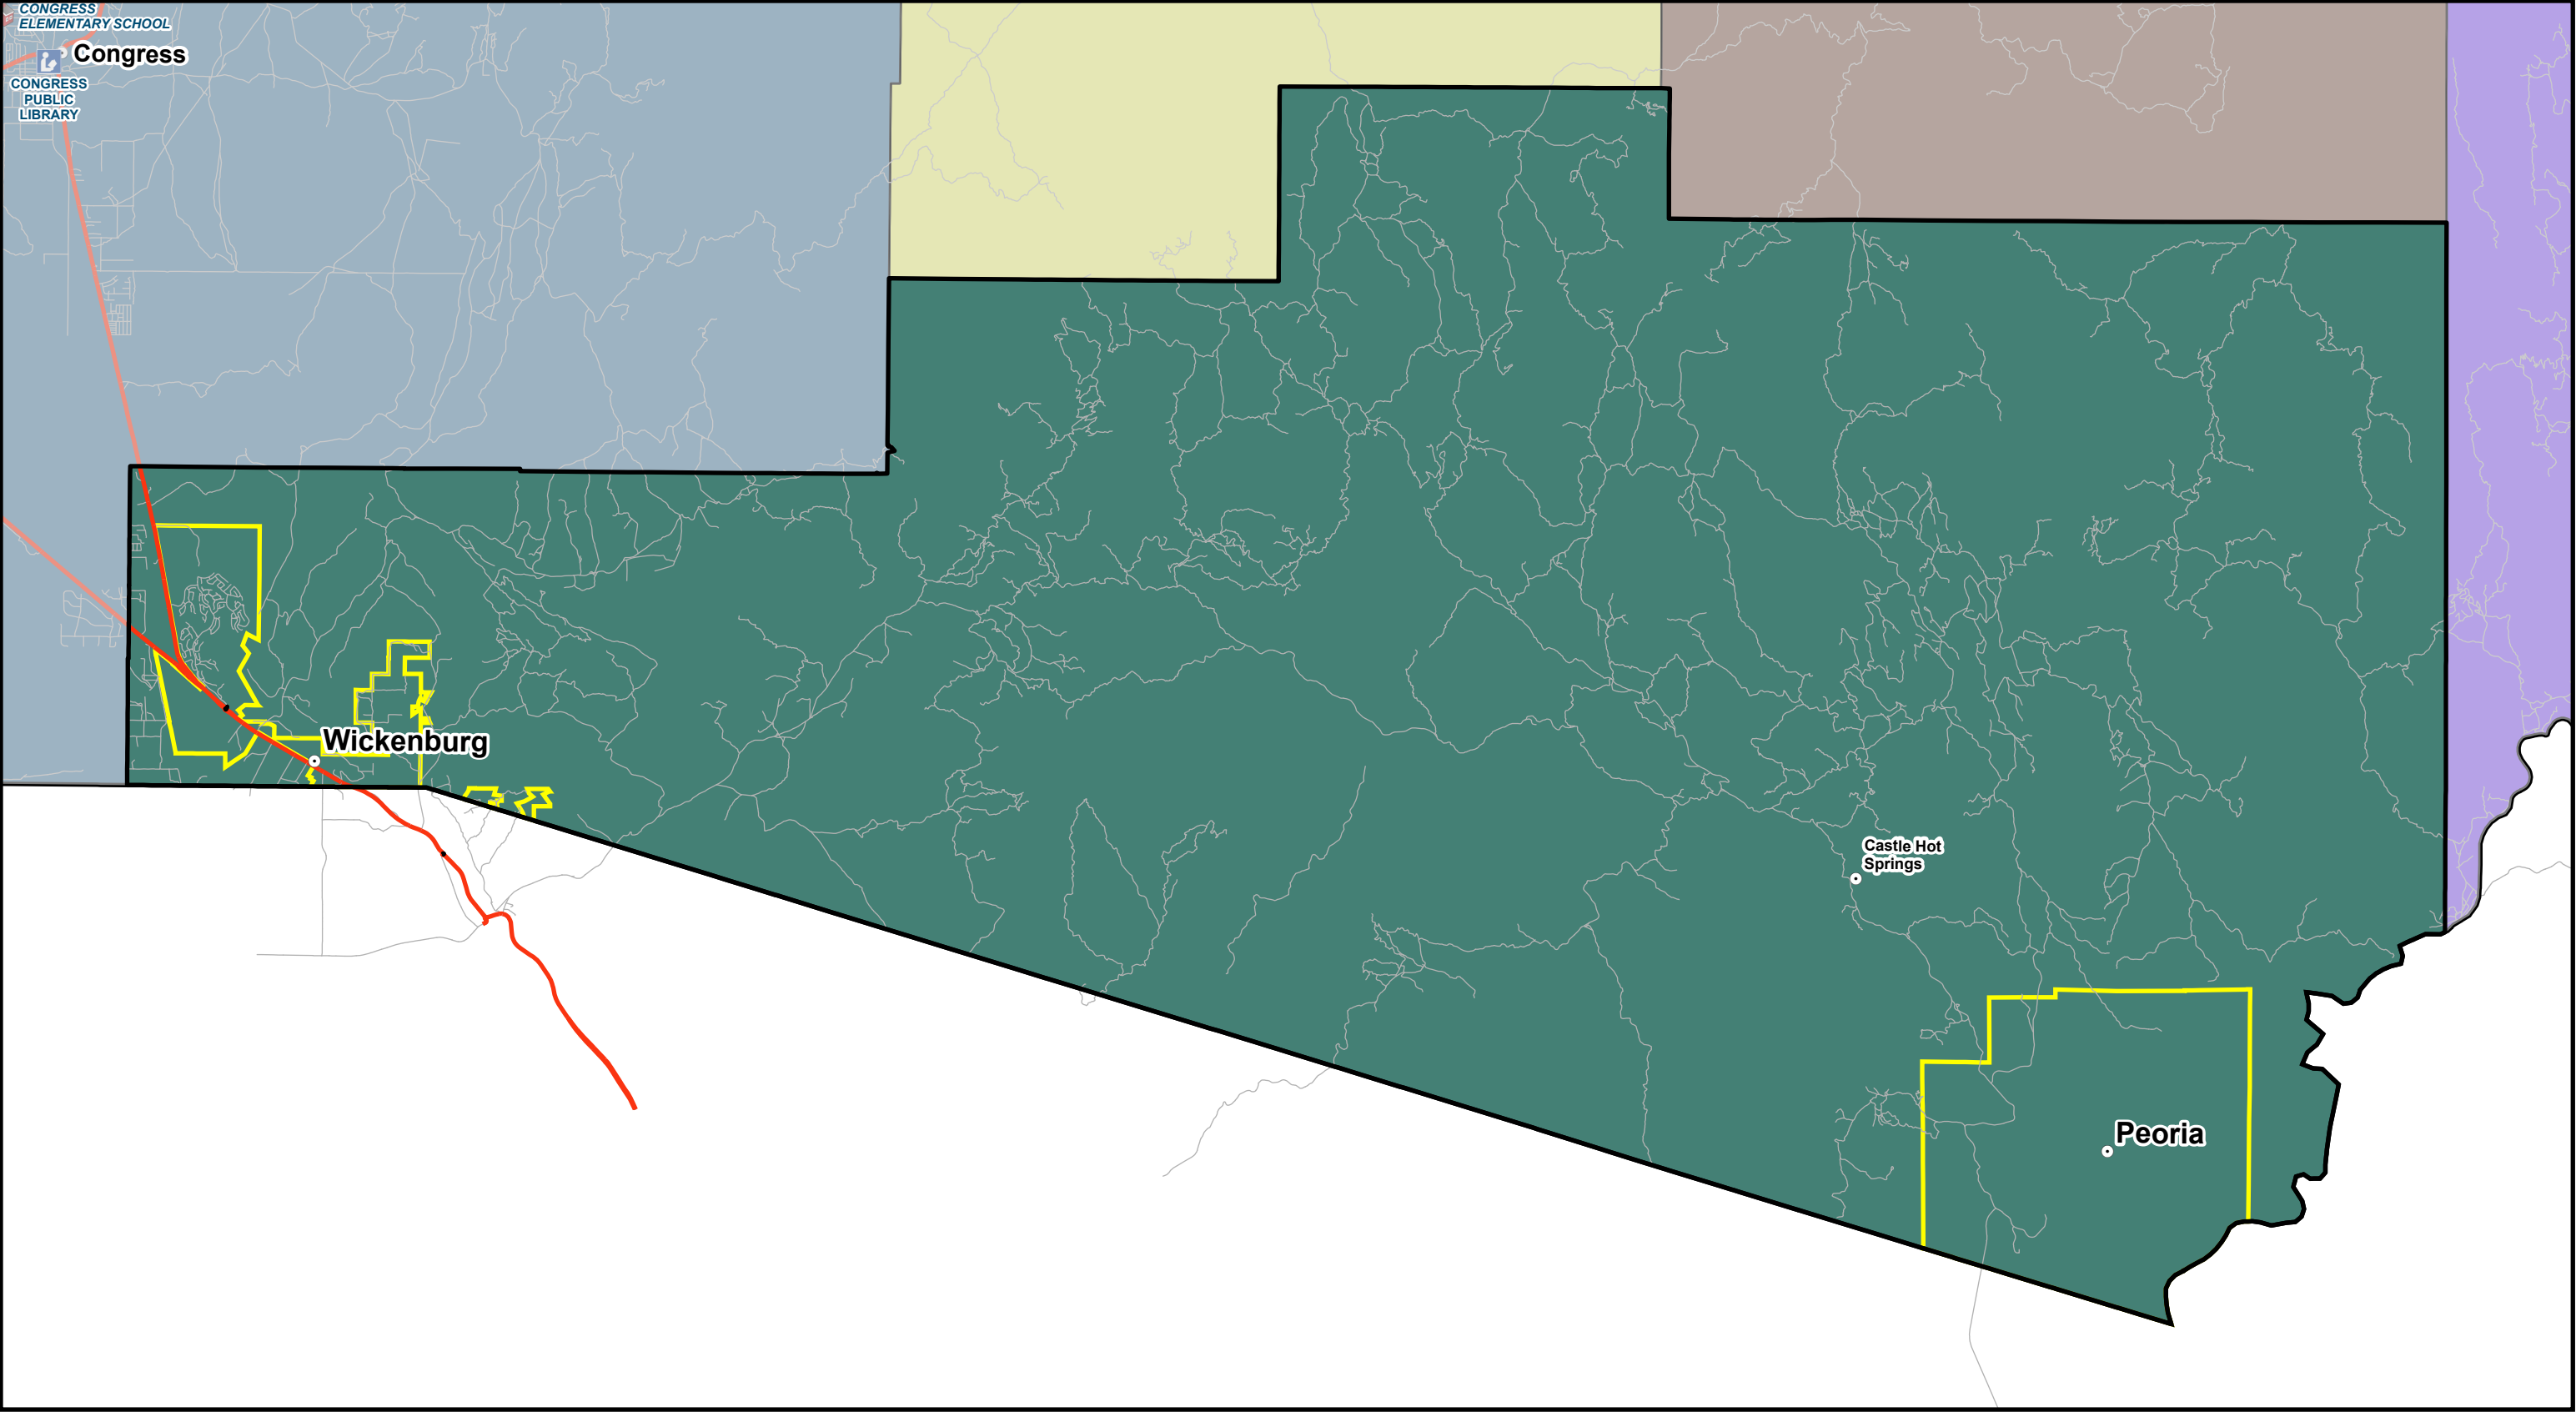 CONGRESS
ELEMENTARY SCHOOL
Congress
CONGRESS
PUBLIC
LIBRARY
Wickenburg
Castle Hot
Springs
Peoria